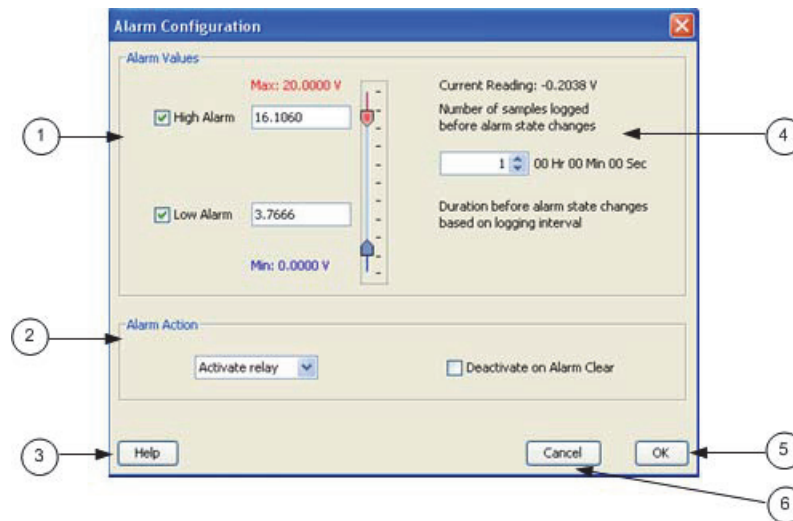 Alarm Configuration
Alarm Values
Max: 20.0000 V
High Alarm
16.1060
Low Alarm
3.7666
Min: 0.0000 V
Current Reading: -0.2038 V
Number of samples logged
before alarm state changes
1
00 Hr 00 Min 00 Sec
Duration before alarm state changes
based on logging interval
Alarm Action
Activate relay
Deactivate on Alarm Clear
Help
Cancel
OK
1
2
3
4
5
6